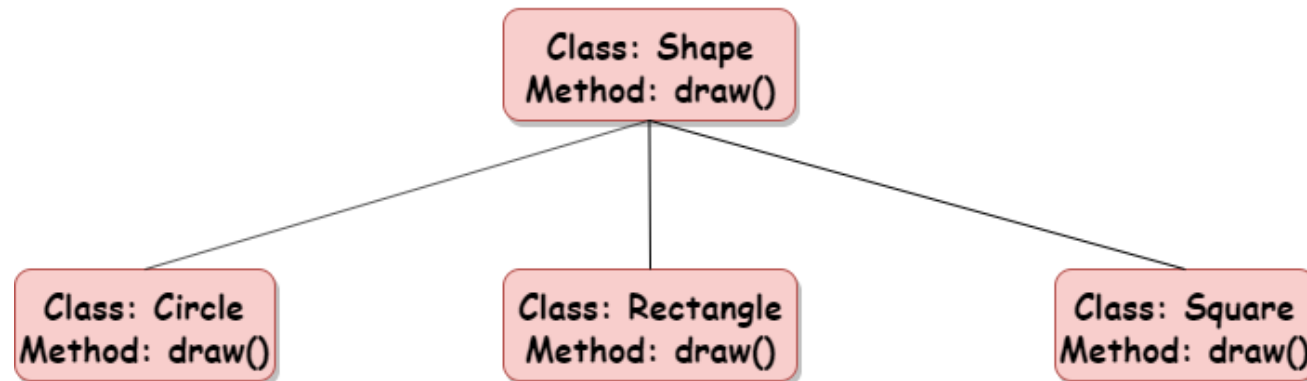 Class: Shape
Method: draw()
Class: Circle
Method: draw()
Class: Rectangle
Method: draw()
Class: Square
Method: draw()